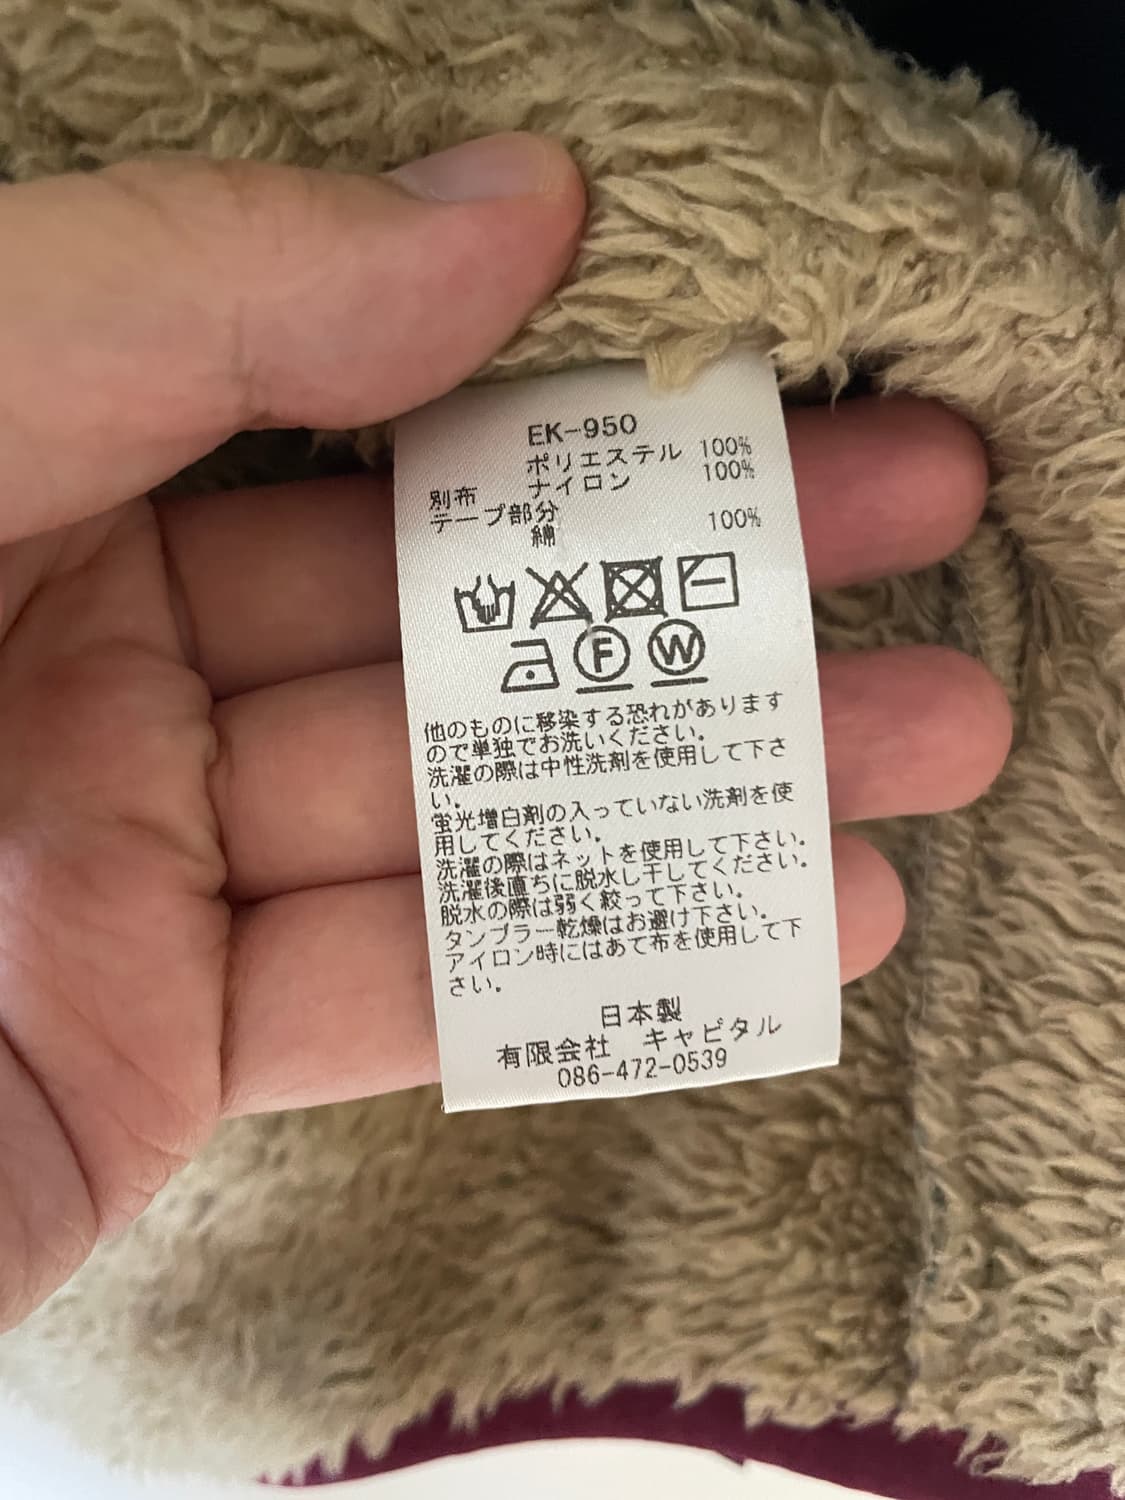 EK-950
ポリエステル 100%
別布 ナイロン 100%
テープ部分
綿 100%
F W
他のものに移染する恐れがあります
ので単独でお洗いください。
洗濯の際は中性洗剤を使用して下さ
い。
蛍光増白剤の入っていない洗剤を使
用してください。
洗濯の際はネットを使用して下さい。
洗濯後直ちに脱水し干してください。
脱水の際は弱く絞って下さい。
タンブラー乾燥はお避け下さい。
アイロン時にはあて布を使用して下
さい。
日本製
有限会社 キャピタル
086-472-0539